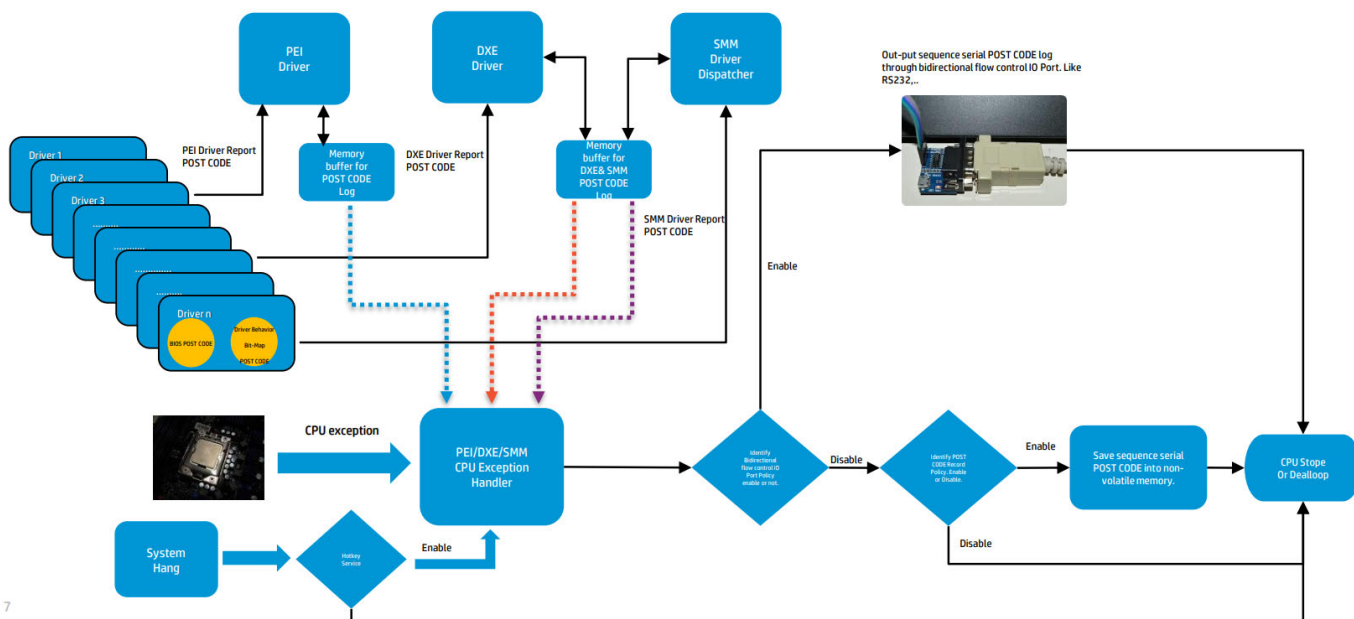 PEI
Driver
DXE
Driver
SMM
Driver
Dispatcher
Out-put sequence serial POST CODE log
through bidirectional flow control IO Port. Like
RS232,..
Driver 1
Driver 2
Driver 3
..........
............
............
..........
Driver n
BIOS POST CODE
Driver Behavior
Bit-Map
POST CODE
PEI Driver Report
POST CODE
Memory
buffer for
POST CODE
Log
DXE Driver Report
POST CODE
Memory
buffer for
DXE& SMM
POST CODE
Log
SMM Driver Report
POST CODE
Enable
CPU exception
PEI/DXE/SMM
CPU Exception
Handler
Identify
Bidirectional
flow control IO
Port Policy
enable or not.
Disable
Identify POST
CODE Record
Policy. Enable
or Disable.
Enable
Save sequence serial
POST CODE into non-
volatile memory.
CPU Stope
Or Dealloop
Disable
System
Hang
Hotkey
Service
Enable
7